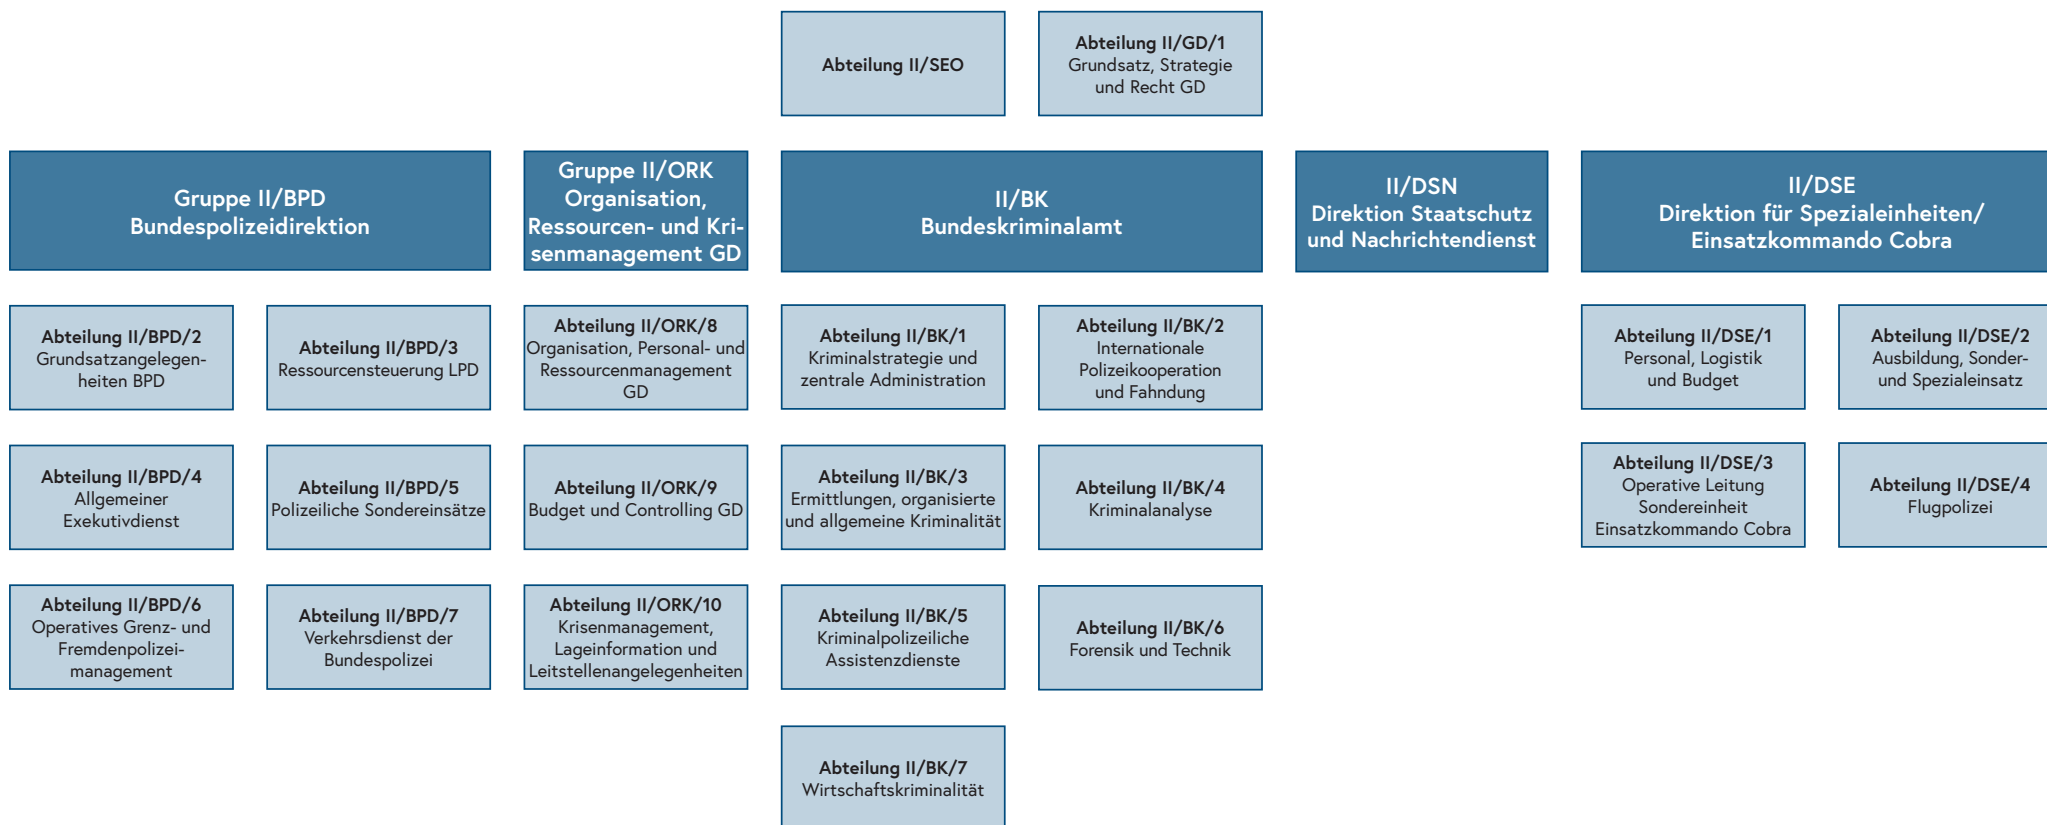 Abteilung II/SEO
Abteilung II/GD/1
Grundsatz, Strategie
und Recht GD
Gruppe II/BPD
Bundespolizeidirektion
Gruppe II/ORK
Organisation,
Ressourcen- und Kri-
senmanagement GD
II/BK
Bundeskriminalamt
II/DSN
Direktion Staatschutz
und Nachrichtendienst
II/DSE
Direktion für Spezialeinheiten/
Einsatzkommando Cobra
Abteilung II/BPD/2
Grundsatzangelegen-
heiten BPD
Abteilung II/BPD/3
Ressourcensteuerung LPD
Abteilung II/ORK/8
Organisation, Personal- und
Ressourcenmanagement
GD
Abteilung II/BK/1
Kriminalstrategie und
zentrale Administration
Abteilung II/BK/2
Internationale
Polizeikooperation
und Fahndung
Abteilung II/DSE/1
Personal, Logistik
und Budget
Abteilung II/DSE/2
Ausbildung, Sonder-
und Spezialeinsatz
Abteilung II/BPD/4
Allgemeiner
Exekutivdienst
Abteilung II/BPD/5
Polizeiliche Sondereinsätze
Abteilung II/ORK/9
Budget und Controlling GD
Abteilung II/BK/3
Ermittlungen, organisierte
und allgemeine Kriminalität
Abteilung II/BK/4
Kriminalanalyse
Abteilung II/DSE/3
Operative Leitung
Sondereinheit
Einsatzkommando Cobra
Abteilung II/DSE/4
Flugpolizei
Abteilung II/BPD/6
Operatives Grenz- und
Fremdenpolizei-
management
Abteilung II/BPD/7
Verkehrsdienst der
Bundespolizei
Abteilung II/ORK/10
Krisenmanagement,
Lageinformation und
Leitstellenangelegenheiten
Abteilung II/BK/5
Kriminalpolizeiliche
Assistenzdienste
Abteilung II/BK/6
Forensik und Technik
Abteilung II/BK/7
Wirtschaftskriminalität